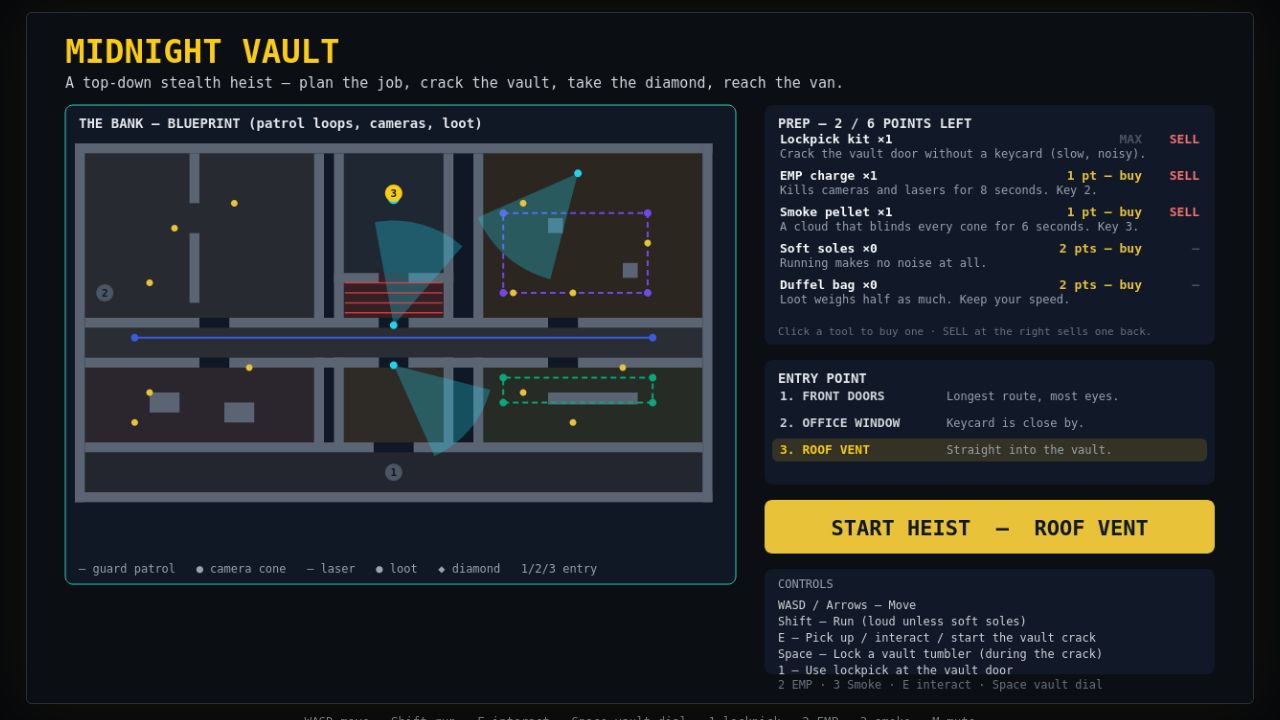 MIDNIGHT VAULT
A top-down stealth heist — plan the job, crack the vault, take the diamond, reach the van.
THE BANK — BLUEPRINT (patrol loops, cameras, loot)
3
2
1
— guard patrol ● camera cone — laser ● loot ◆ diamond 1/2/3 entry
PREP — 2 / 6 POINTS LEFT
Lockpick kit ×1 MAX SELL
Crack the vault door without a keycard (slow, noisy).
EMP charge ×1 1 pt — buy SELL
Kills cameras and lasers for 8 seconds. Key 2.
Smoke pellet ×1 1 pt — buy SELL
A cloud that blinds every cone for 6 seconds. Key 3.
Soft soles ×0 2 pts — buy —
Running makes no noise at all.
Duffel bag ×0 2 pts — buy —
Loot weighs half as much. Keep your speed.
Click a tool to buy one · SELL at the right sells one back.
ENTRY POINT
1. FRONT DOORS Longest route, most eyes.
2. OFFICE WINDOW Keycard is close by.
3. ROOF VENT Straight into the vault.
START HEIST — ROOF VENT
CONTROLS
WASD / Arrows — Move
Shift — Run (loud unless soft soles)
E — Pick up / interact / start the vault crack
Space — Lock a vault tumbler (during the crack)
1 — Use lockpick at the vault door
2 EMP · 3 Smoke · E interact · Space vault dial